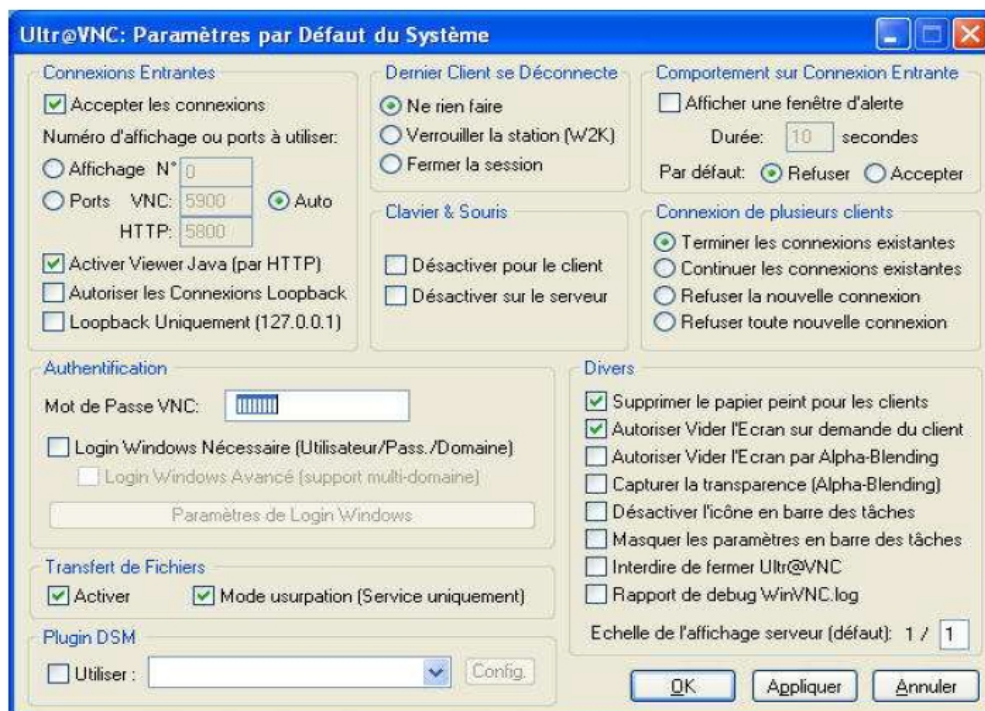 Ultr@VNC: Paramètres par Défaut du Système
Connexions Entrantes
Accepter les connexions
Numéro d'affichage ou ports à utiliser:
Affichage N° 0
Ports VNC: 5900 Auto
HTTP: 5800
Activer Viewer Java (par HTTP)
Autoriser les Connexions Loopback
Loopback Uniquement (127.0.0.1)
Dernier Client se Déconnecte
Ne rien faire
Verrouiller la station (W2K)
Fermer la session
Clavier & Souris
Désactiver pour le client
Désactiver sur le serveur
Comportement sur Connexion Entrante
Afficher une fenêtre d'alerte
Durée: 10 secondes
Par défaut: Refuser Accepter
Connexion de plusieurs clients
Terminer les connexions existantes
Continuer les connexions existantes
Refuser la nouvelle connexion
Refuser toute nouvelle connexion
Authentification
Mot de Passe VNC:
Login Windows Nécessaire (Utilisateur/Pass./Domaine)
Login Windows Avancé (support multi-domaine)
Paramètres de Login Windows
Transfert de Fichiers
Activer Mode usurpation (Service uniquement)
Plugin DSM
Utiliser : Config.
Divers
Supprimer le papier peint pour les clients
Autoriser Vider l'Ecran sur demande du client
Autoriser Vider l'Ecran par Alpha-Blending
Capturer la transparence (Alpha-Blending)
Désactiver l'icône en barre des tâches
Masquer les paramètres en barre des tâches
Interdire de fermer Ultr@VNC
Rapport de debug WinVNC.log
Echelle de l'affichage serveur (défaut): 1 / 1
OK Appliquer Annuler